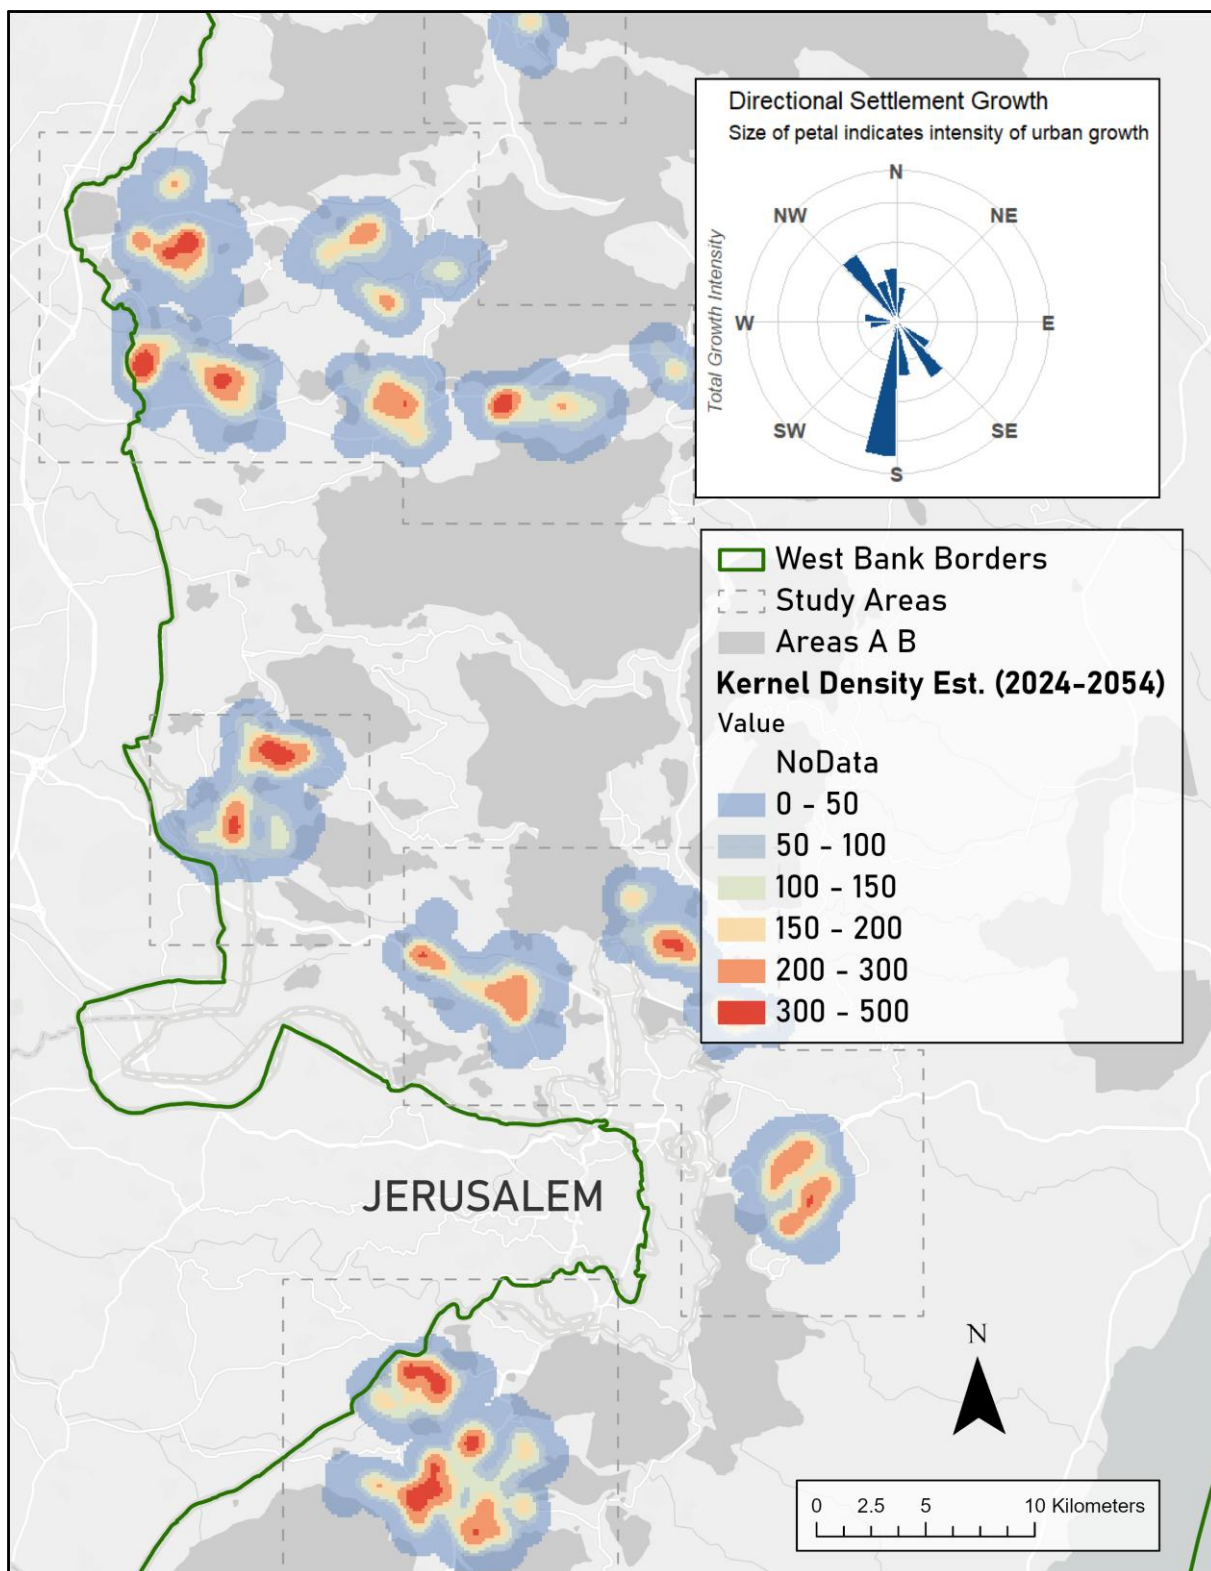 Directional Settlement Growth
Size of petal indicates intensity of urban growth
N
NW
NE
Total Growth Intensity
W
E
SW
SE
S
West Bank Borders
Study Areas
Areas A B
Kernel Density Est. (2024-2054)
Value
NoData
0 - 50
50 - 100
100 - 150
150 - 200
200 - 300
300 - 500
JERUSALEM
N
0 2.5 5 10 Kilometers